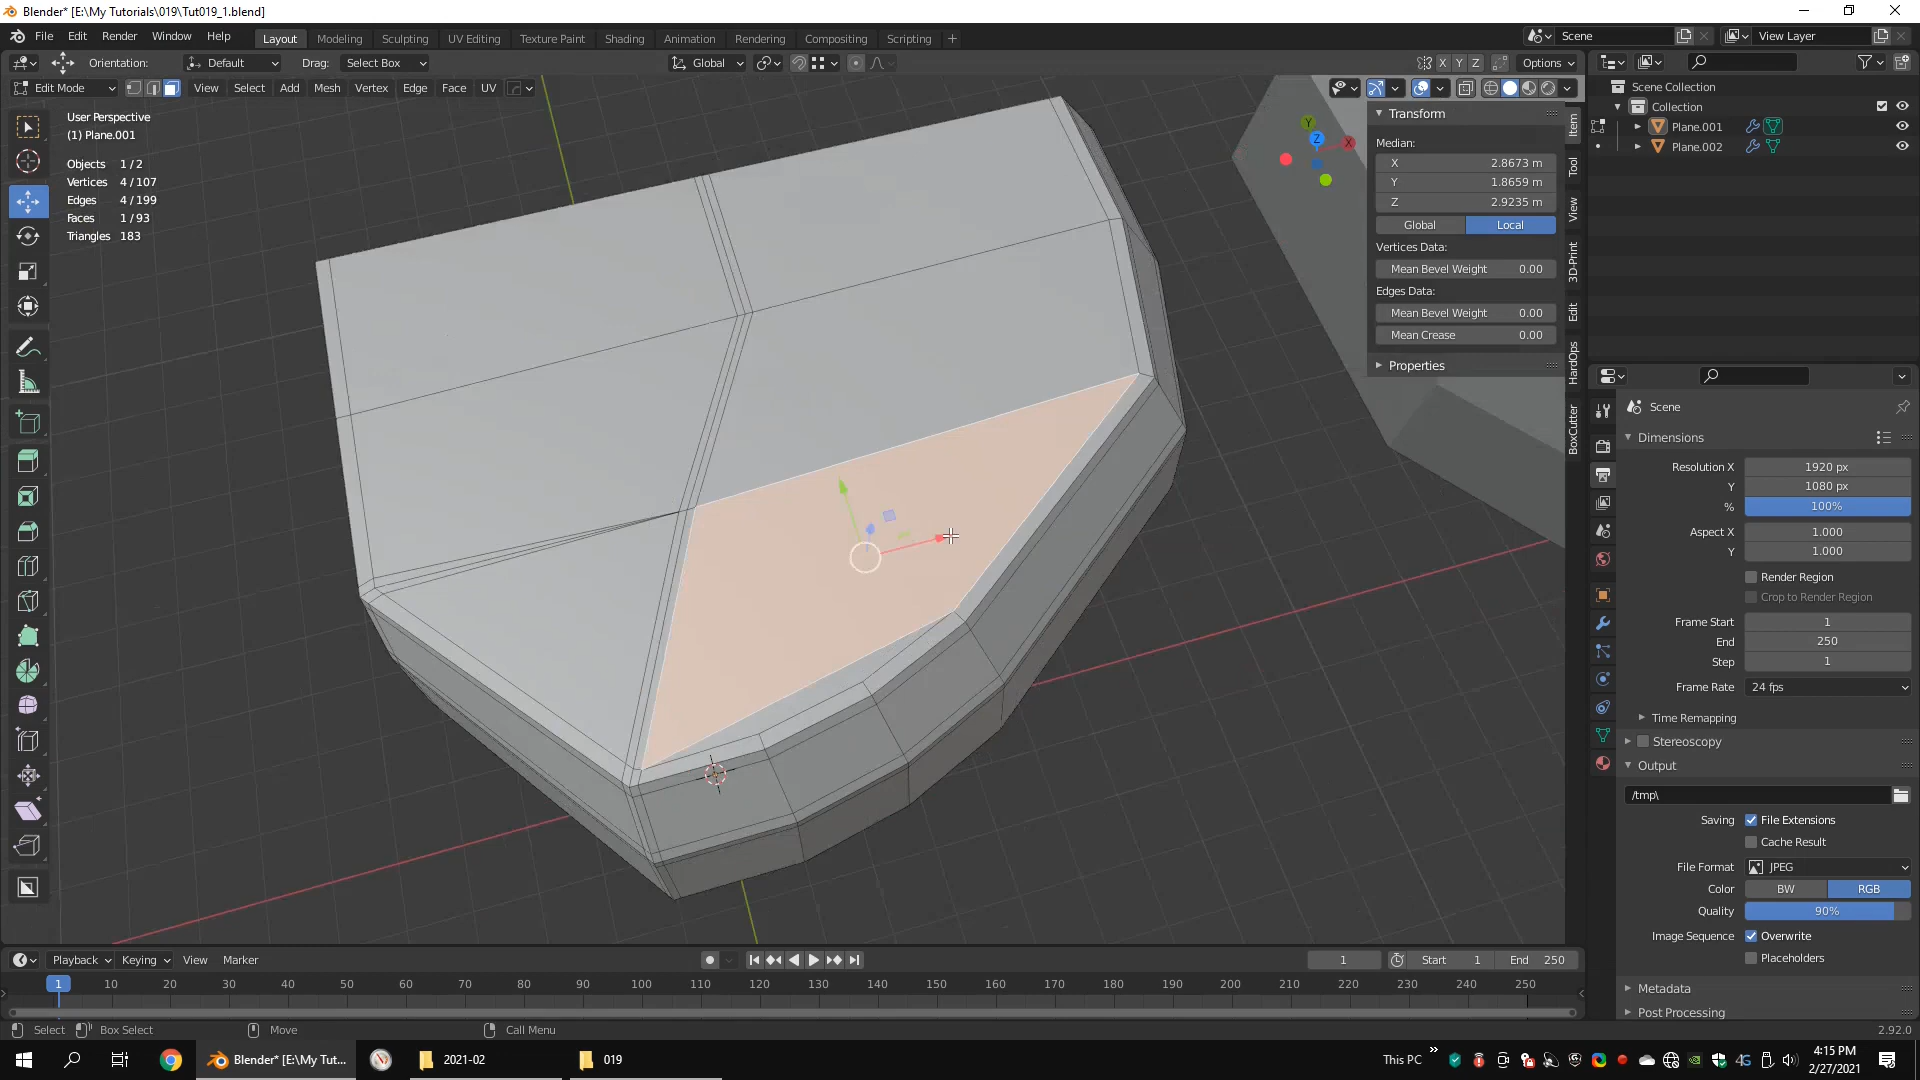 Blender* [E:\My Tutorials\019\Tut019_1.blend]
File Edit Render Window Help Layout Modeling Sculpting UV Editing Texture Paint Shading Animation Rendering Compositing Scripting + Scene View Layer
Orientation: Default Drag: Select Box Global X Y Z Options
Edit Mode View Select Add Mesh Vertex Edge Face UV
User Perspective
(1) Plane.001
Objects 1 / 2
Vertices 4 / 107
Edges 4 / 199
Faces 1 / 93
Triangles 183
Y
Z
X
Transform
Median:
X 2.8673 m
Y 1.8659 m
Z 2.9235 m
Global Local
Vertices Data:
Mean Bevel Weight 0.00
Edges Data:
Mean Bevel Weight 0.00
Mean Crease 0.00
Properties
Item
Tool
View
3D-Print
Edit
HardOps
BoxCutter
Scene Collection
Collection
Plane.001
Plane.002
Scene
Dimensions
Resolution X 1920 px
Y 1080 px
% 100%
Aspect X 1.000
Y 1.000
Render Region
Crop to Render Region
Frame Start 1
End 250
Step 1
Frame Rate 24 fps
Time Remapping
Stereoscopy
Output
/tmp\
Saving File Extensions
Cache Result
File Format JPEG
Color BW RGB
Quality 90%
Image Sequence Overwrite
Placeholders
Metadata
Post Processing
Playback Keying View Marker 1 Start 1 End 250
1 10 20 30 40 50 60 70 80 90 100 110 120 130 140 150 160 170 180 190 200 210 220 230 240 250
Select Box Select Move Call Menu 2.92.0
Blender* [E:\My Tut... 2021-02 019 This PC » 4G 4:15 PM
2/27/2021